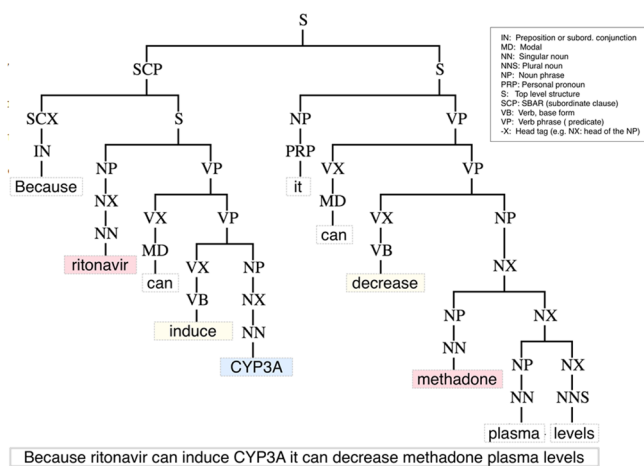 S
SCP S
SCX S NP VP
IN NP VP PRP VX VP
Because NX VX VP it MD VX NP
NN MD VX NP can VB NX
ritonavir can VB NX decrease NP NX
induce NN NN NP NX
CYP3A methadone NN NNS
plasma levels
IN: Preposition or subord. conjunction
MD: Modal
NN: Singular noun
NNS: Plural noun
NP: Noun phrase
PRP: Personal pronoun
S: Top level structure
SCP: SBAR (subordinate clause)
VB: Verb, base form
VP: Verb phrase ( predicate)
-X: Head tag (e.g. NX: head of the NP)
Because ritonavir can induce CYP3A it can decrease methadone plasma levels